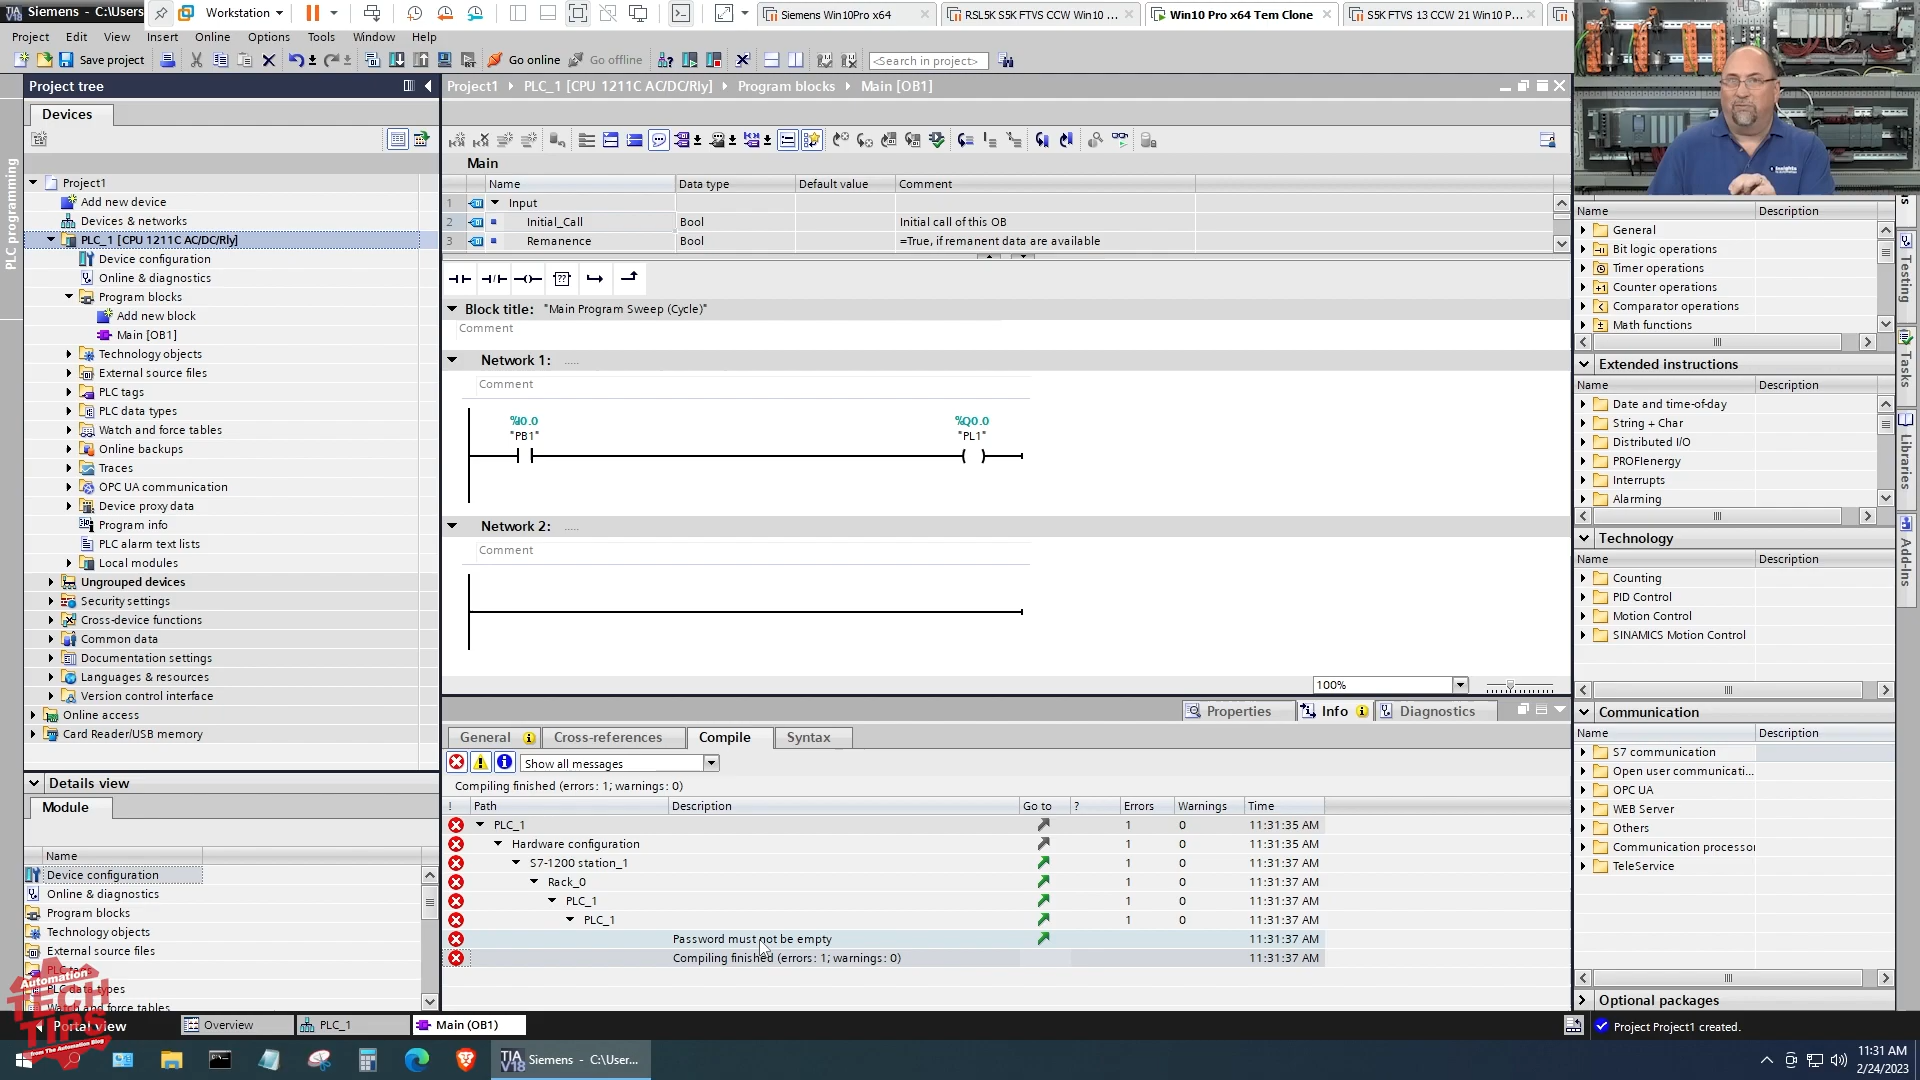 Siemens - C:\Users
Workstation
Siemens Win10Pro x64
RSL5K S5K FTVS CCW Win10 ...
Win10 Pro x64 Tem Clone
S5K FTVS 13 CCW 21 Win10 P...
Project Edit View Insert Online Options Tools Window Help
Save project
Go online
Go offline
<Search in project>
Project tree
Project1 PLC_1 [CPU 1211C AC/DC/Rly] Program blocks Main [OB1]
Devices
PLC programming
Project1
Add new device
Devices & networks
PLC_1 [CPU 1211C AC/DC/Rly]
Device configuration
Online & diagnostics
Program blocks
Add new block
Main [OB1]
Technology objects
External source files
PLC tags
PLC data types
Watch and force tables
Online backups
Traces
OPC UA communication
Device proxy data
Program info
PLC alarm text lists
Local modules
Ungrouped devices
Security settings
Cross-device functions
Common data
Documentation settings
Languages & resources
Version control interface
Online access
Card Reader/USB memory
Details view
Module
Name
Device configuration
Online & diagnostics
Program blocks
Technology objects
External source files
PLC tags
PLC data types
Watch and force tables
Main
Name Data type Default value Comment
1 Input
2 Initial_Call Bool Initial call of this OB
3 Remanence Bool =True, if remanent data are available
??
Block title: "Main Program Sweep (Cycle)"
Comment
Network 1: .....
Comment
%I0.0 %Q0.0
"PB1" "PL1"
Network 2: .....
Comment
100%
Properties Info Diagnostics
General Cross-references Compile Syntax
Show all messages
Compiling finished (errors: 1; warnings: 0)
! Path Description Go to ? Errors Warnings Time
PLC_1 1 0 11:31:35 AM
Hardware configuration 1 0 11:31:35 AM
S7-1200 station_1 1 0 11:31:37 AM
Rack_0 1 0 11:31:37 AM
PLC_1 1 0 11:31:37 AM
PLC_1 1 0 11:31:37 AM
Password must not be empty 11:31:37 AM
Compiling finished (errors: 1; warnings: 0) 11:31:37 AM
Name Description
General
Bit logic operations
Timer operations
Counter operations
Comparator operations
Math functions
Extended instructions
Name Description
Date and time-of-day
String + Char
Distributed I/O
PROFIenergy
Interrupts
Alarming
Technology
Name Description
Counting
PID Control
Motion Control
SINAMICS Motion Control
Communication
Name Description
S7 communication
Open user communicati...
OPC UA
WEB Server
Others
Communication processor
TeleService
Optional packages
Testing
Tasks
Libraries
Add-Ins
Portal view
Overview
PLC_1
Main (OB1)
Project Project1 created.
Automation
TECH
TIPS
from The Automation Blog
TIA V18
Siemens - C:\User...
11:31 AM
2/24/2023